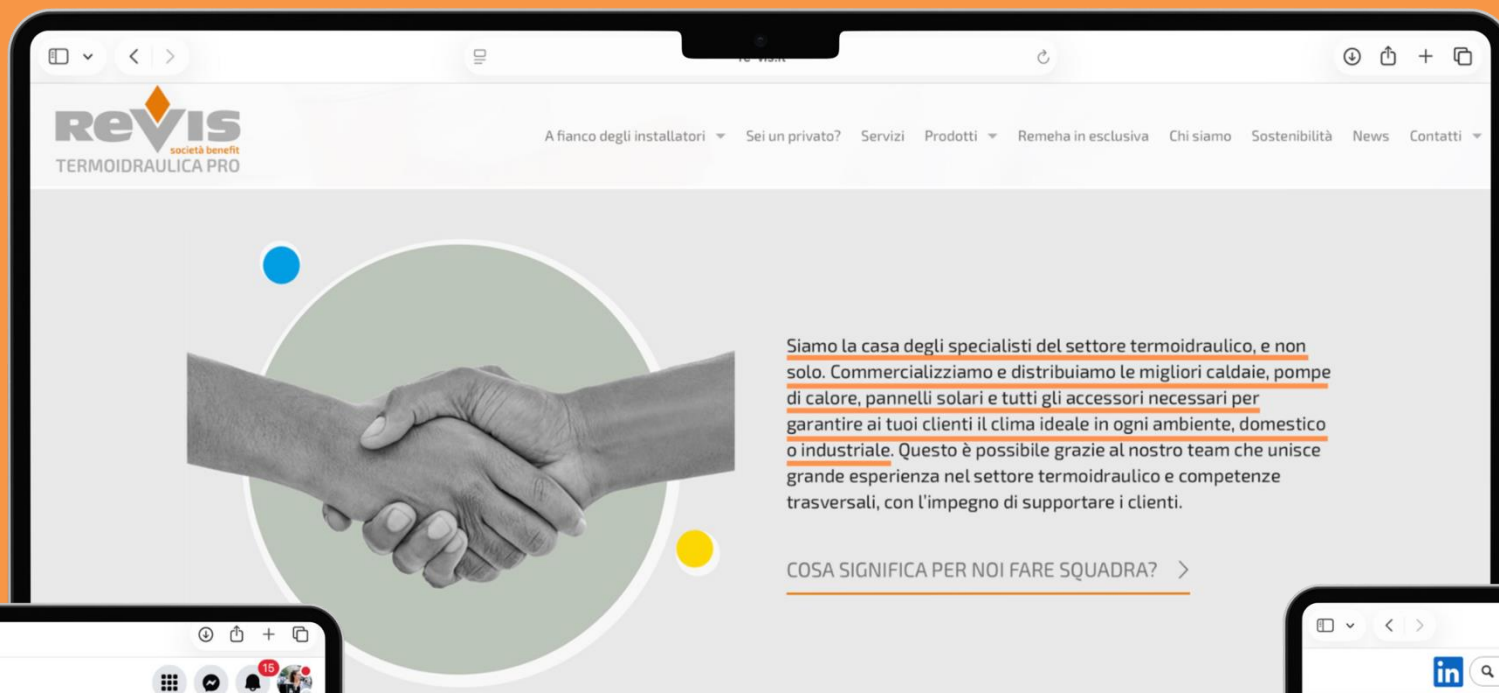 ReVIS
società benefit
TERMOIDRAULICA PRO
A fianco degli installatori Sei un privato? Servizi Prodotti Remeha in esclusiva Chi siamo Sostenibilità News Contatti
Siamo la casa degli specialisti del settore termoidraulico, e non
solo. Commercializziamo e distribuiamo le migliori caldaie, pompe
di calore, pannelli solari e tutti gli accessori necessari per
garantire ai tuoi clienti il clima ideale in ogni ambiente, domestico
o industriale. Questo è possibile grazie al nostro team che unisce
grande esperienza nel settore termoidraulico e competenze
trasversali, con l'impegno di supportare i clienti.
COSA SIGNIFICA PER NOI FARE SQUADRA?
15
in